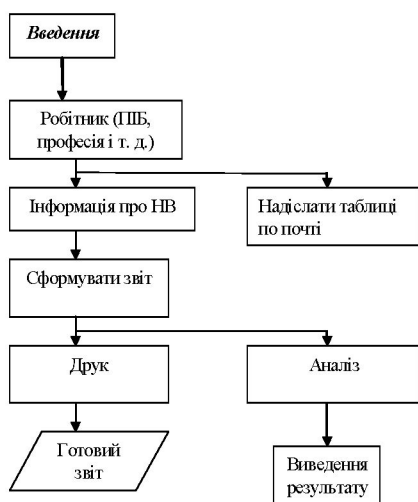 Введення
Робітник (ПІБ,
професія і т. д.)
Інформація про НВ
Надіслати таблиці
по почті
Сформувати звіт
Друк
Аналіз
Готовий
звіт
Виведення
результату